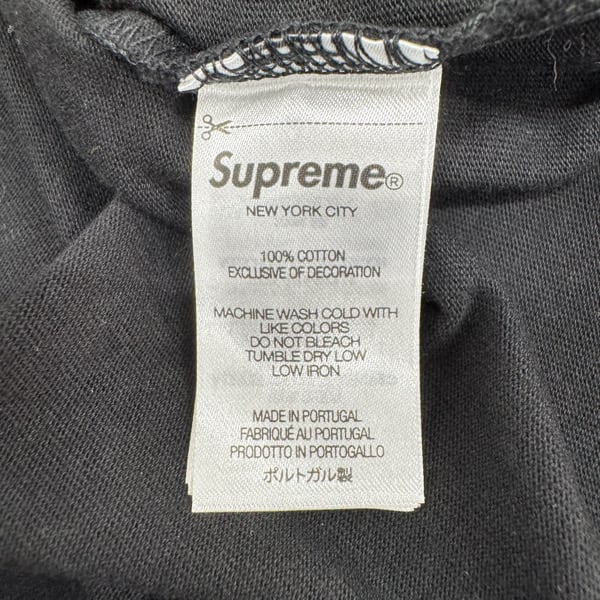 Supreme®
NEW YORK CITY
100% COTTON
EXCLUSIVE OF DECORATION
MACHINE WASH COLD WITH
LIKE COLORS
DO NOT BLEACH
TUMBLE DRY LOW
LOW IRON
MADE IN PORTUGAL
FABRIQUÉ AU PORTUGAL
PRODOTTO IN PORTOGALLO
ポルトガル製